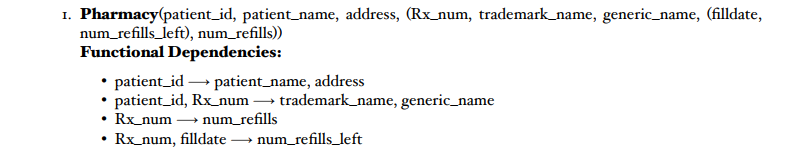 1. Pharmacy(patient_id, patient_name, address, (Rx_num, trademark_name, generic_name, (filldate,
num_refills_left), num_refills))
Functional Dependencies:
• patient_id ⟶ patient_name, address
• patient_id, Rx_num ⟶ trademark_name, generic_name
• Rx_num ⟶ num_refills
• Rx_num, filldate ⟶ num_refills_left